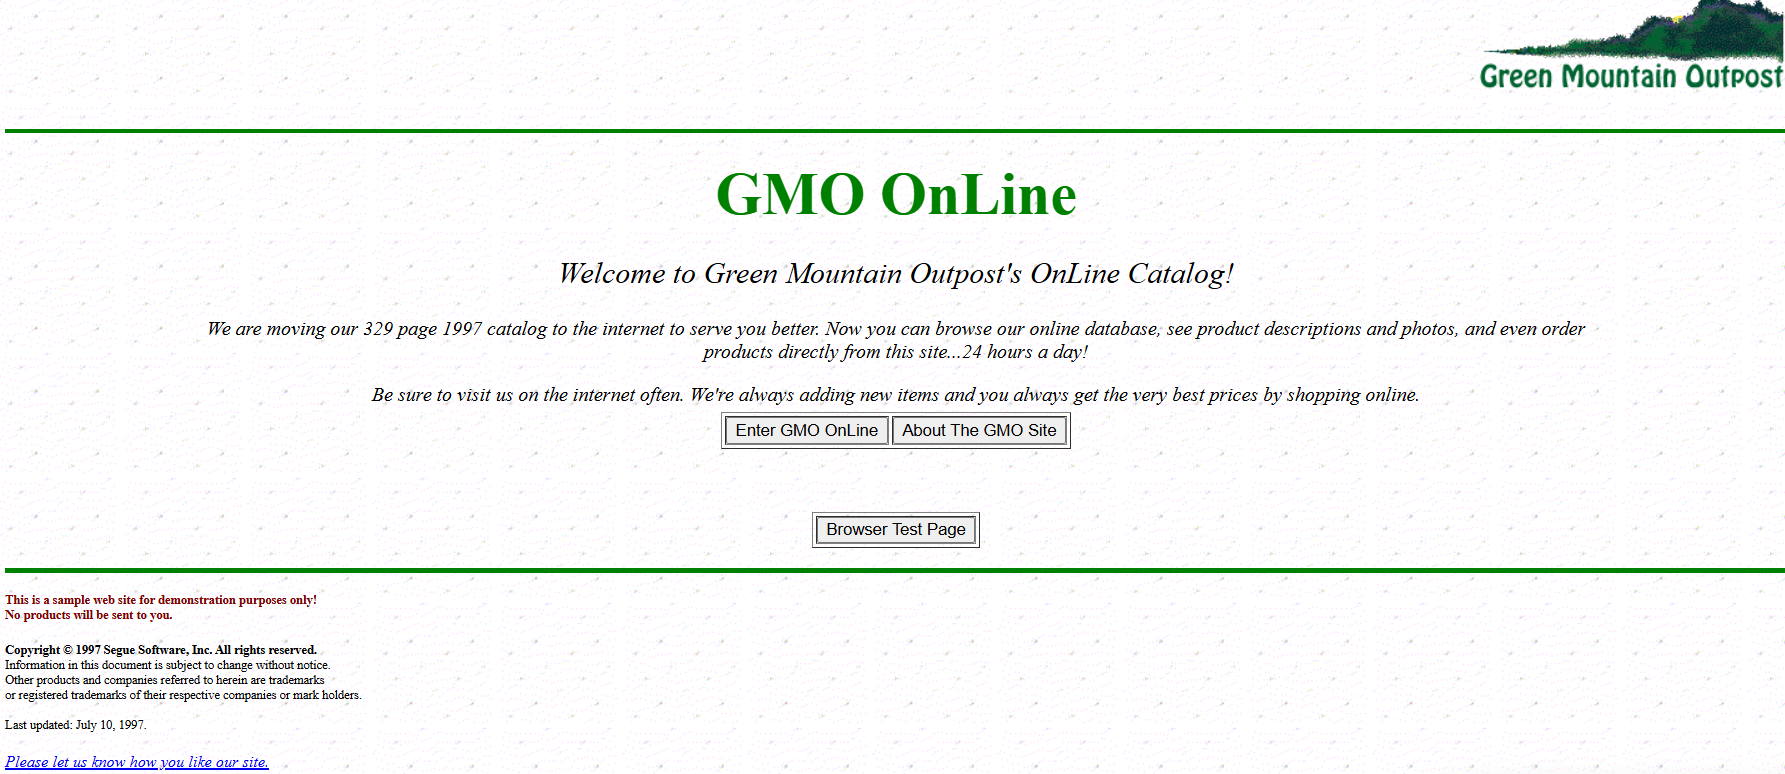 Green Mountain Outpost
GMO OnLine
Welcome to Green Mountain Outpost's OnLine Catalog!
We are moving our 329 page 1997 catalog to the internet to serve you better. Now you can browse our online database, see product descriptions and photos, and even order
products directly from this site...24 hours a day!
Be sure to visit us on the internet often. We're always adding new items and you always get the very best prices by shopping online.
Enter GMO OnLine About The GMO Site
Browser Test Page
This is a sample web site for demonstration purposes only!
No products will be sent to you.
Copyright © 1997 Segue Software, Inc. All rights reserved.
Information in this document is subject to change without notice.
Other products and companies referred to herein are trademarks
or registered trademarks of their respective companies or mark holders.
Last updated: July 10, 1997.
Please let us know how you like our site.